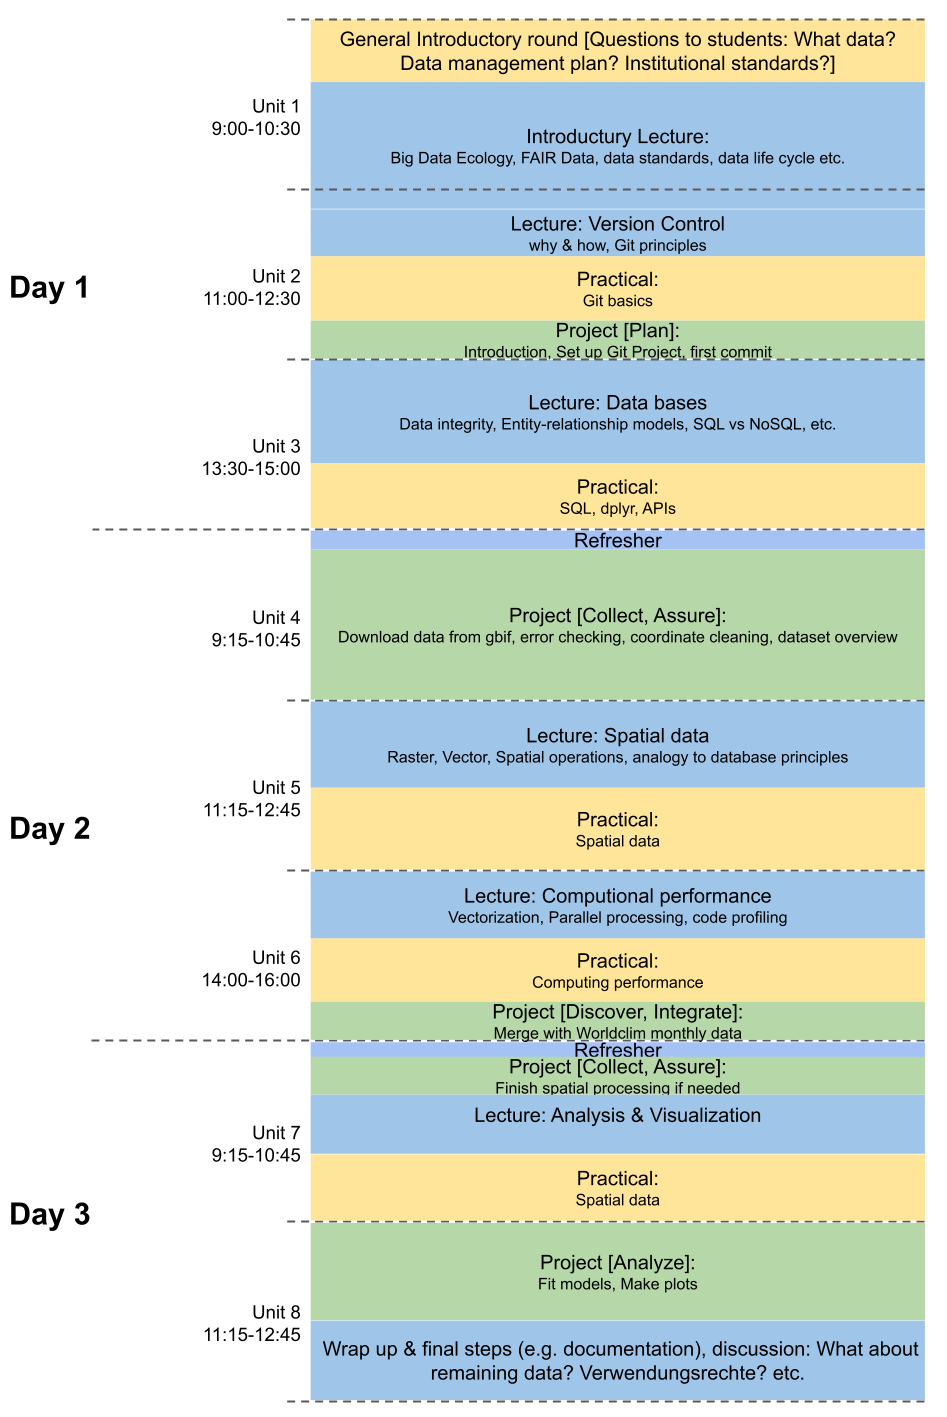 Day 1
Unit 1
9:00-10:30
General Introductory round [Questions to students: What data?
Data management plan? Institutional standards?]
Introductury Lecture:
Big Data Ecology, FAIR Data, data standards, data life cycle etc.
Unit 2
11:00-12:30
Lecture: Version Control
why & how, Git principles
Practical:
Git basics
Project [Plan]:
Introduction, Set up Git Project, first commit
Unit 3
13:30-15:00
Lecture: Data bases
Data integrity, Entity-relationship models, SQL vs NoSQL, etc.
Practical:
SQL, dplyr, APIs
Day 2
Refresher
Unit 4
9:15-10:45
Project [Collect, Assure]:
Download data from gbif, error checking, coordinate cleaning, dataset overview
Unit 5
11:15-12:45
Lecture: Spatial data
Raster, Vector, Spatial operations, analogy to database principles
Practical:
Spatial data
Unit 6
14:00-16:00
Lecture: Computional performance
Vectorization, Parallel processing, code profiling
Practical:
Computing performance
Project [Discover, Integrate]:
Merge with Worldclim monthly data
Day 3
Refresher
Unit 7
9:15-10:45
Project [Collect, Assure]:
Finish spatial processing if needed
Lecture: Analysis & Visualization
Practical:
Spatial data
Unit 8
11:15-12:45
Project [Analyze]:
Fit models, Make plots
Wrap up & final steps (e.g. documentation), discussion: What about
remaining data? Verwendungsrechte? etc.